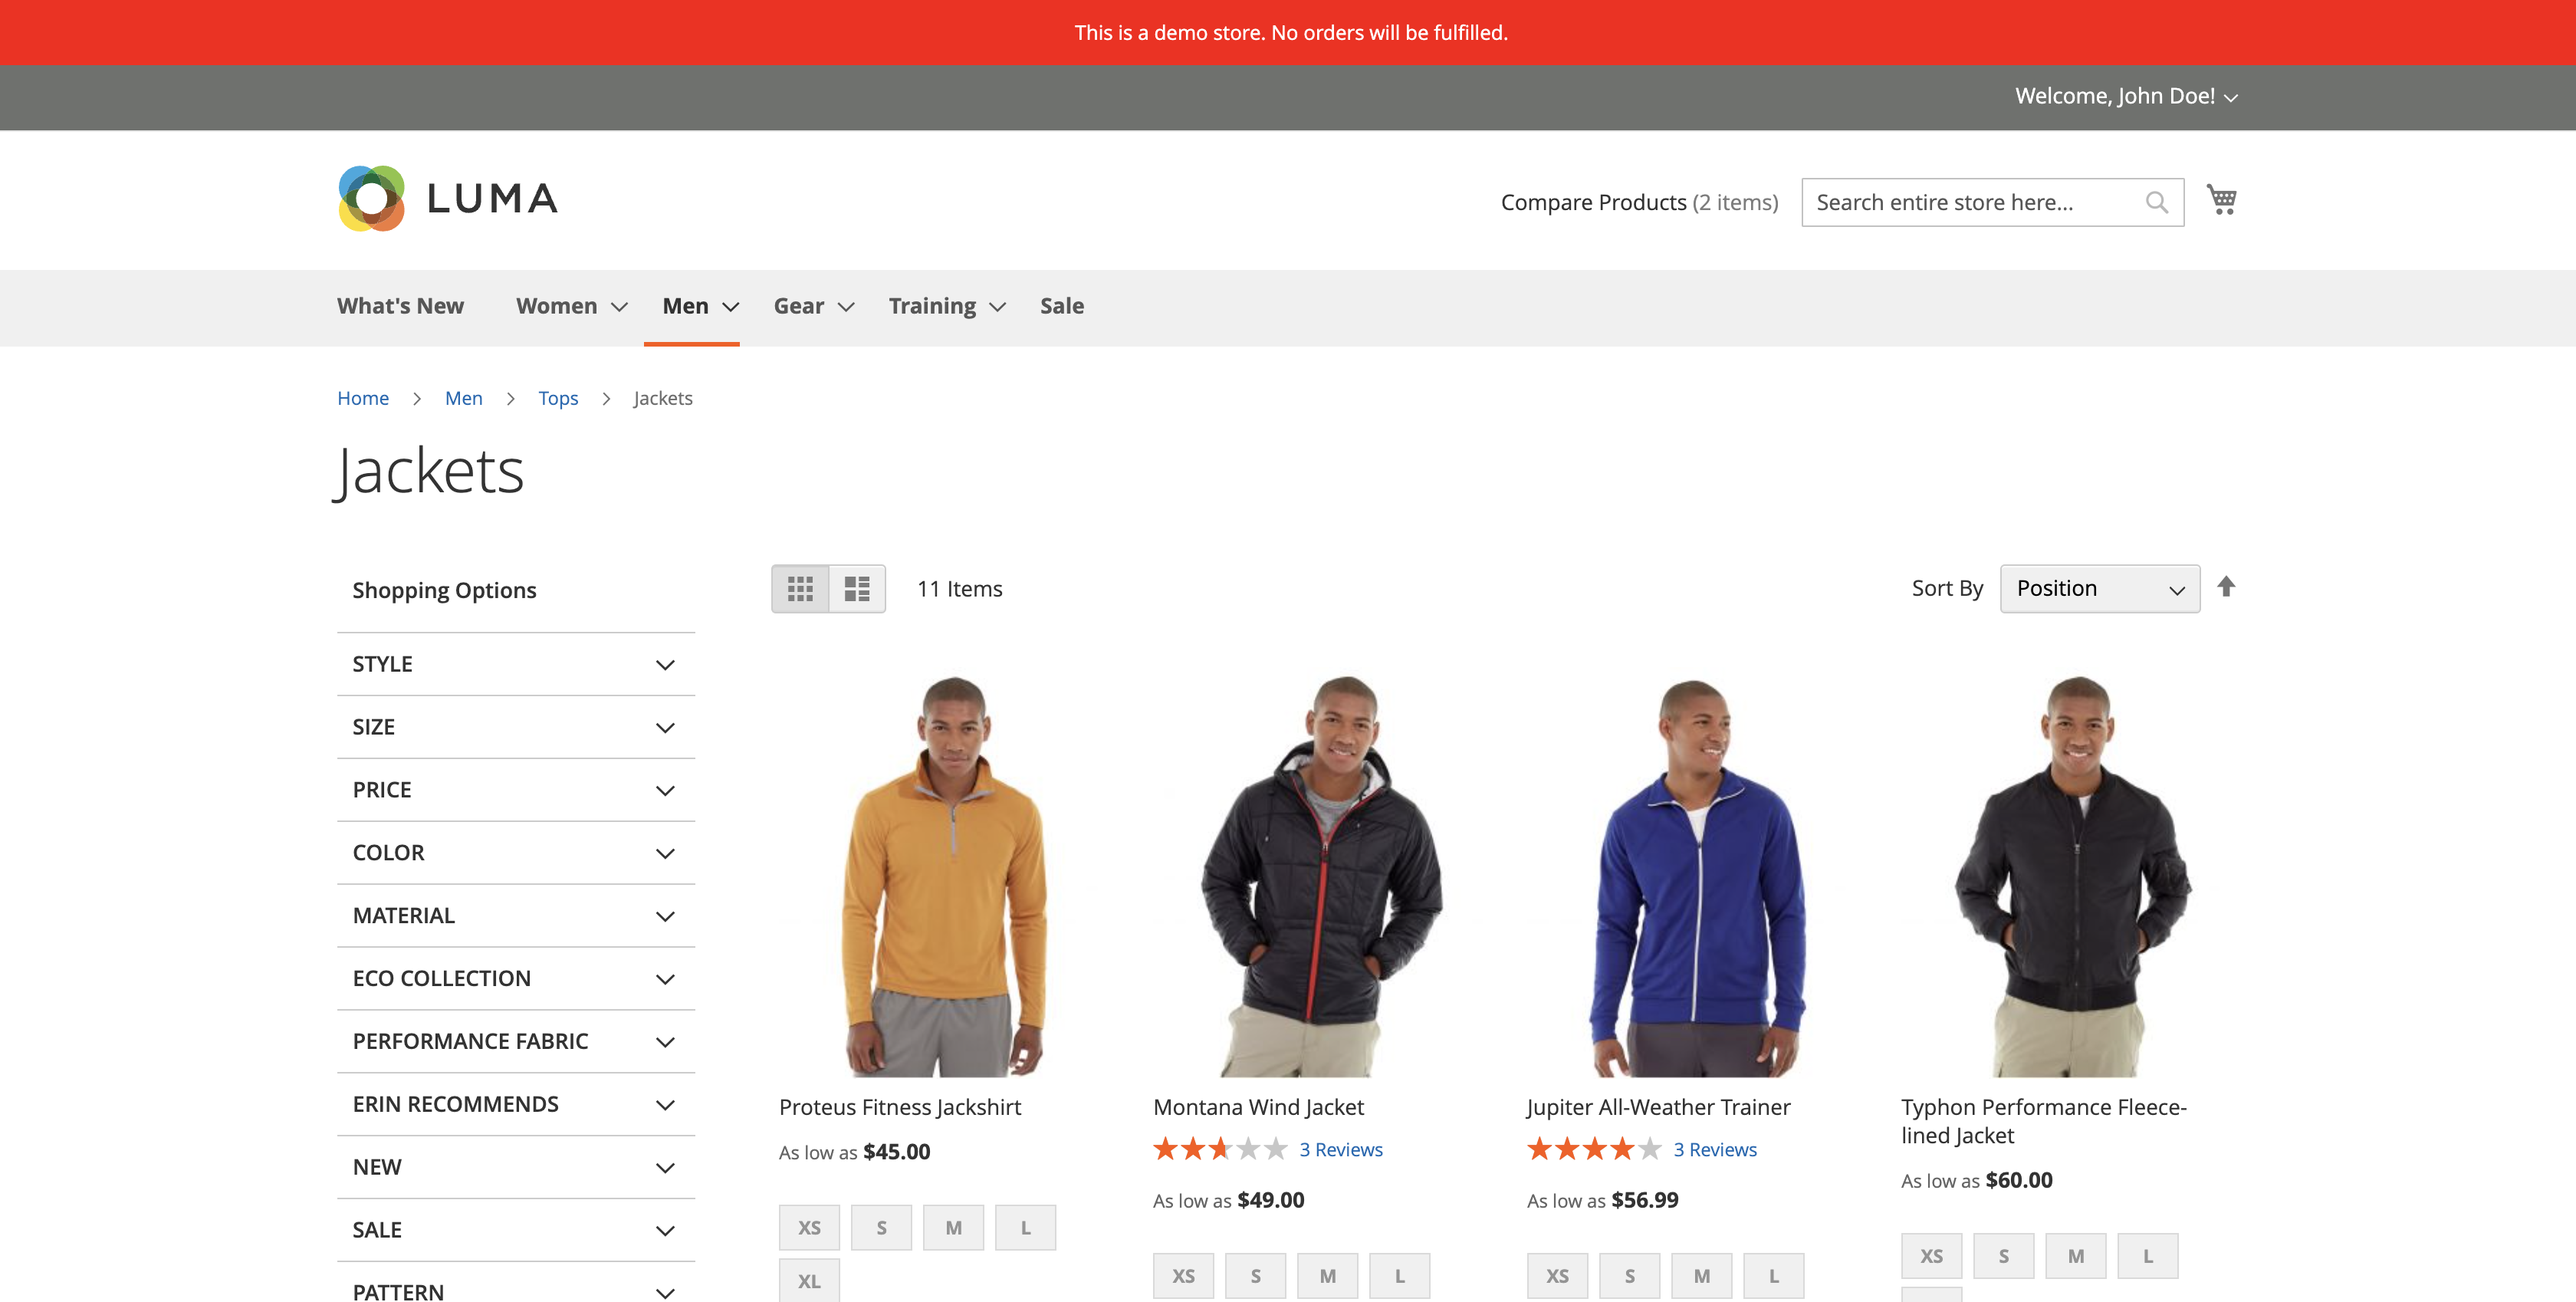 This is a demo store. No orders will be fulfilled.
Welcome, John Doe!
LUMA
Compare Products (2 items)
Search entire store here...
What's New
Women
Men
Gear
Training
Sale
Home
Men
Tops
Jackets
Jackets
Shopping Options
STYLE
SIZE
PRICE
COLOR
MATERIAL
ECO COLLECTION
PERFORMANCE FABRIC
ERIN RECOMMENDS
NEW
SALE
PATTERN
11 Items
Sort By
Position
Proteus Fitness Jackshirt
As low as $45.00
XS
S
M
L
XL
Montana Wind Jacket
3 Reviews
As low as $49.00
XS
S
M
L
Jupiter All-Weather Trainer
3 Reviews
As low as $56.99
XS
S
M
L
Typhon Performance Fleece-
lined Jacket
As low as $60.00
XS
S
M
L